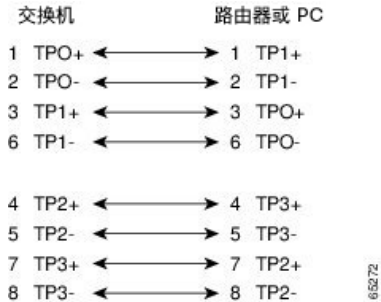 交换机 路由器或 PC
1 TPO+ 1 TP1+
2 TPO- 2 TP1-
3 TP1+ 3 TPO+
6 TP1- 6 TPO-
4 TP2+ 4 TP3+
5 TP2- 5 TP3-
7 TP3+ 7 TP2+
8 TP3- 8 TP2-
65272